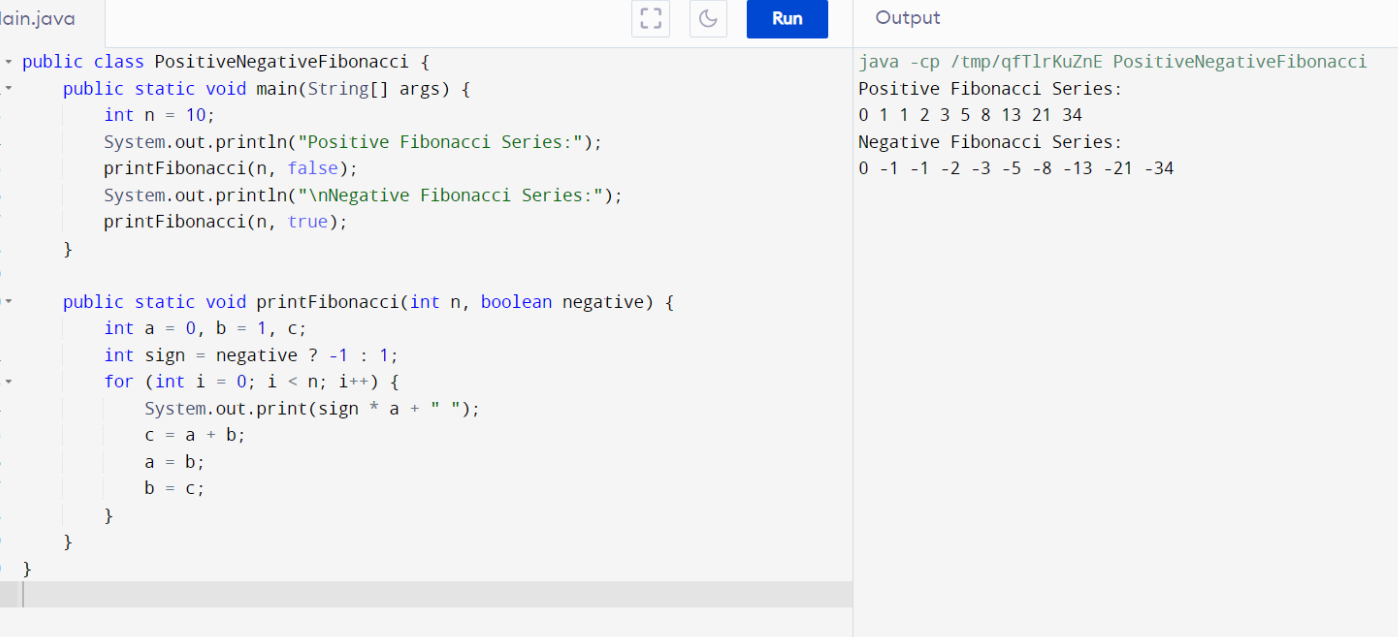 ain.java
Run
Output
public class PositiveNegativeFibonacci {
    public static void main(String[] args) {
        int n = 10;
        System.out.println("Positive Fibonacci Series:");
        printFibonacci(n, false);
        System.out.println("\nNegative Fibonacci Series:");
        printFibonacci(n, true);
    }

    public static void printFibonacci(int n, boolean negative) {
        int a = 0, b = 1, c;
        int sign = negative ? -1 : 1;
        for (int i = 0; i < n; i++) {
            System.out.print(sign * a + " ");
            c = a + b;
            a = b;
            b = c;
        }
    }
}
java -cp /tmp/qfTlrKuZnE PositiveNegativeFibonacci
Positive Fibonacci Series:
0 1 1 2 3 5 8 13 21 34
Negative Fibonacci Series:
0 -1 -1 -2 -3 -5 -8 -13 -21 -34